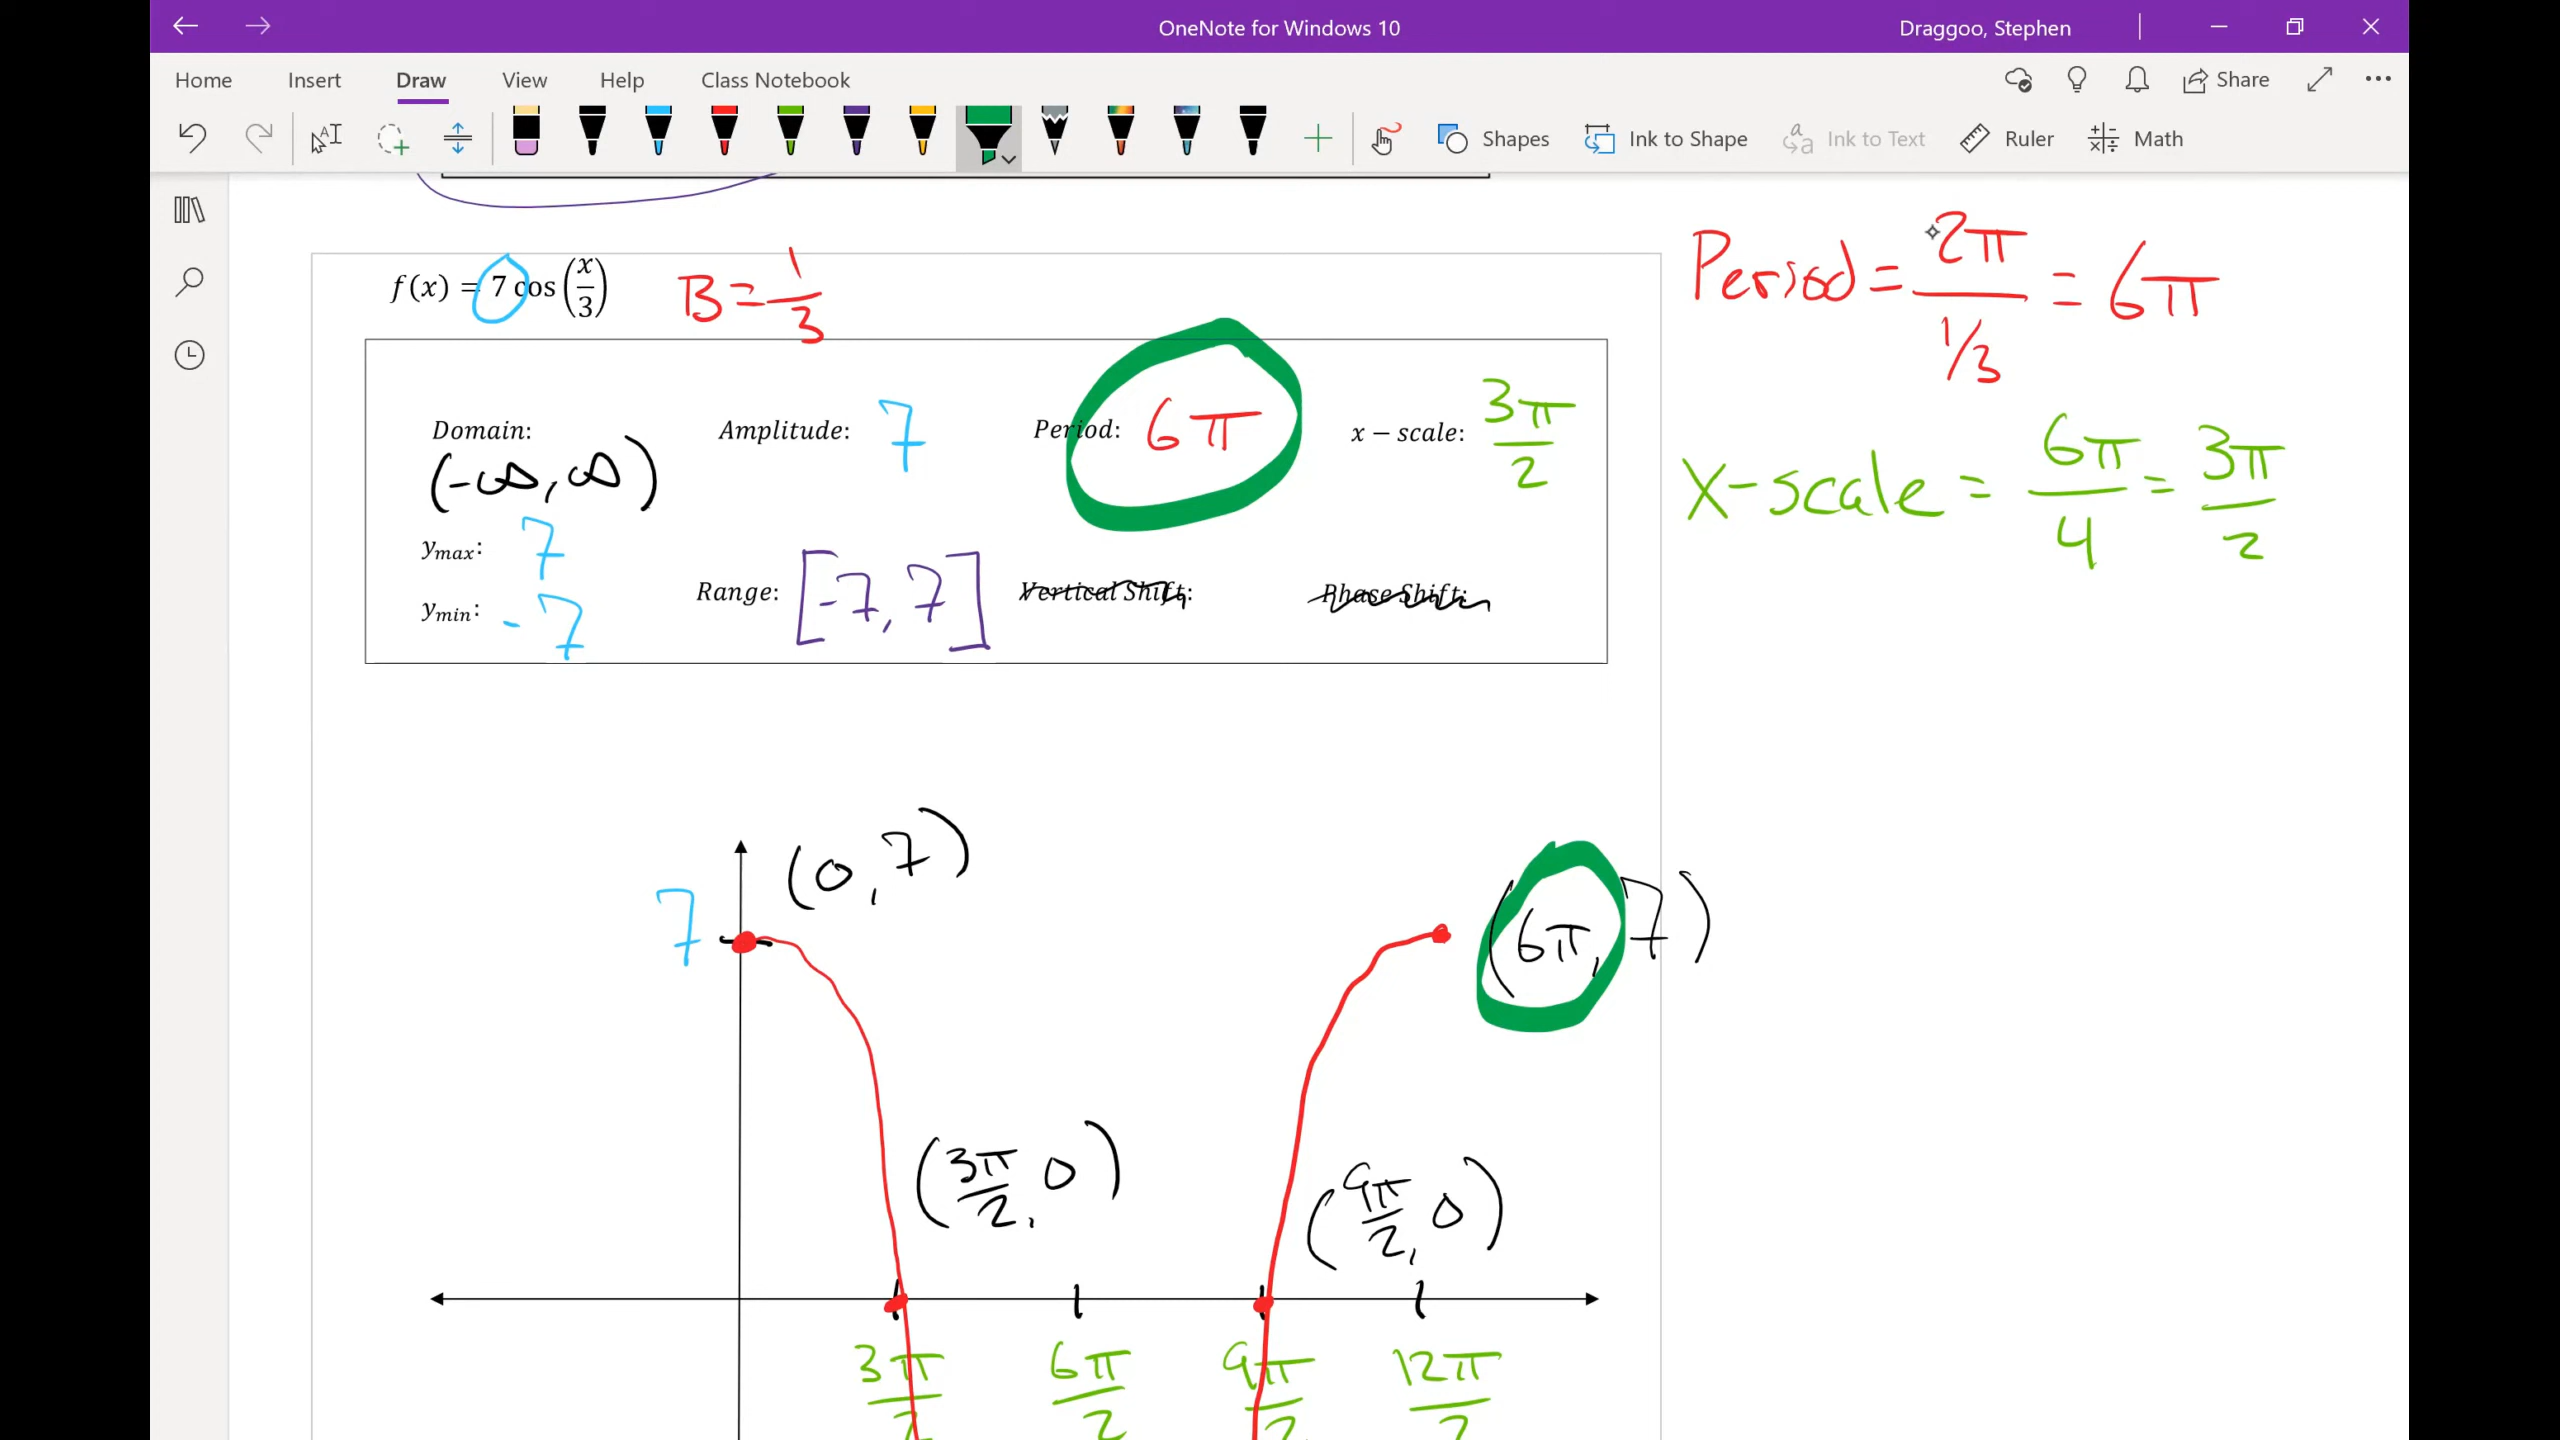 OneNote for Windows 10
Draggoo, Stephen
Home Insert Draw View Help Class Notebook
Share
Shapes Ink to Shape Ink to Text Ruler Math
f(x) = 7 cos(x/3) B = 1/3
Period = 2π/(1/3) = 6π
Domain: (-∞, ∞)
Amplitude: 7
Period: 6π
x − scale: 3π/2
X-scale = 6π/4 = 3π/2
y_max: 7
y_min: -7
Range: [-7, 7]
Vertical Shift:
Phase Shift:
(0, 7)
7
(6π, 7)
(3π/2, 0)
(9π/2, 0)
3π/2 6π/2 9π/2 12π/2